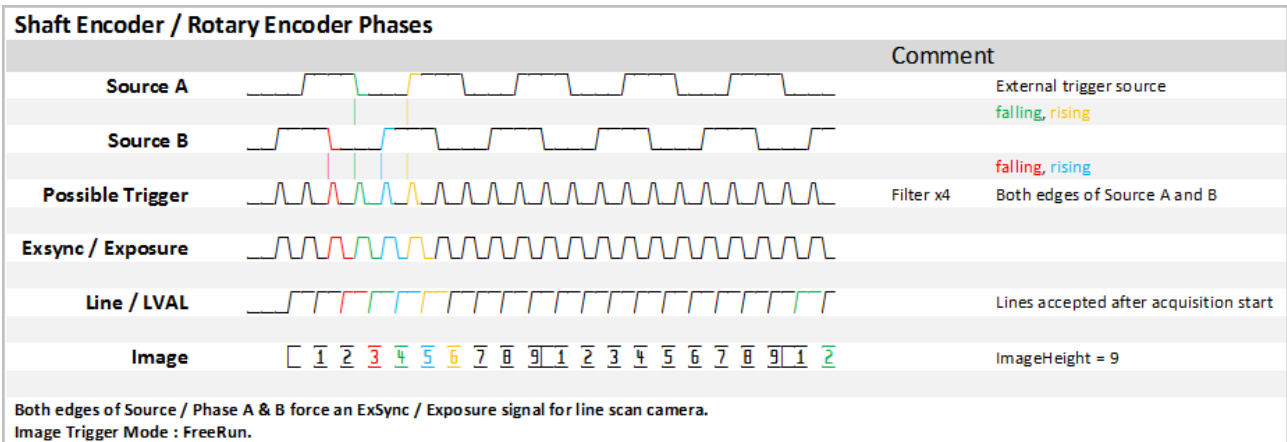 Shaft Encoder / Rotary Encoder Phases
Comment
Source A External trigger source
falling, rising
Source B
falling, rising
Possible Trigger Filter x4 Both edges of Source A and B
Exsync / Exposure
Line / LVAL Lines accepted after acquisition start
Image 1 2 3 4 5 6 7 8 9 1 2 3 4 5 6 7 8 9 1 2 ImageHeight = 9
Both edges of Source / Phase A & B force an ExSync / Exposure signal for line scan camera.
Image Trigger Mode : FreeRun.